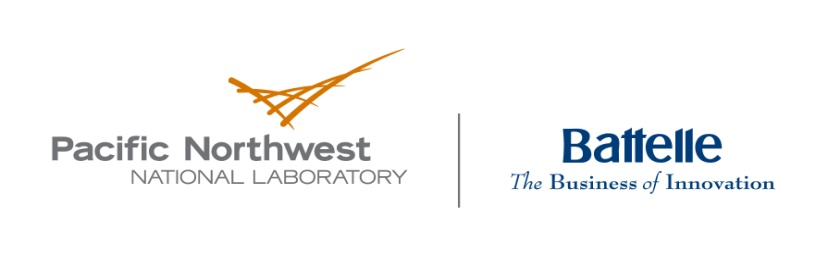 Pacific Northwest
NATIONAL LABORATORY
Battelle
The Business of Innovation